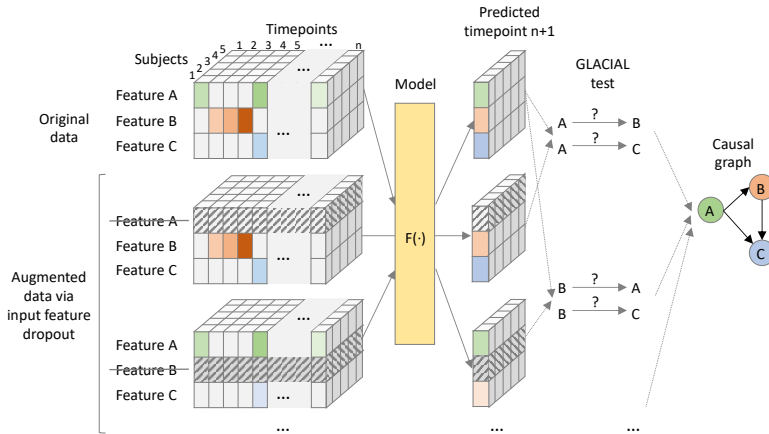 Timepoints
1 2 3 4 5 ... n
Subjects
1 2 3 4 5
Predicted
timepoint n+1
GLACIAL
test
Model
Original
data
Feature A
Feature B
Feature C
...
...
F(·)
A ? B
A ? C
Causal
graph
A
B
C
Augmented
data via
input feature
dropout
Feature A
Feature B
Feature C
...
...
B ? A
B ? C
Feature A
Feature B
Feature C
...
...
...
...
...